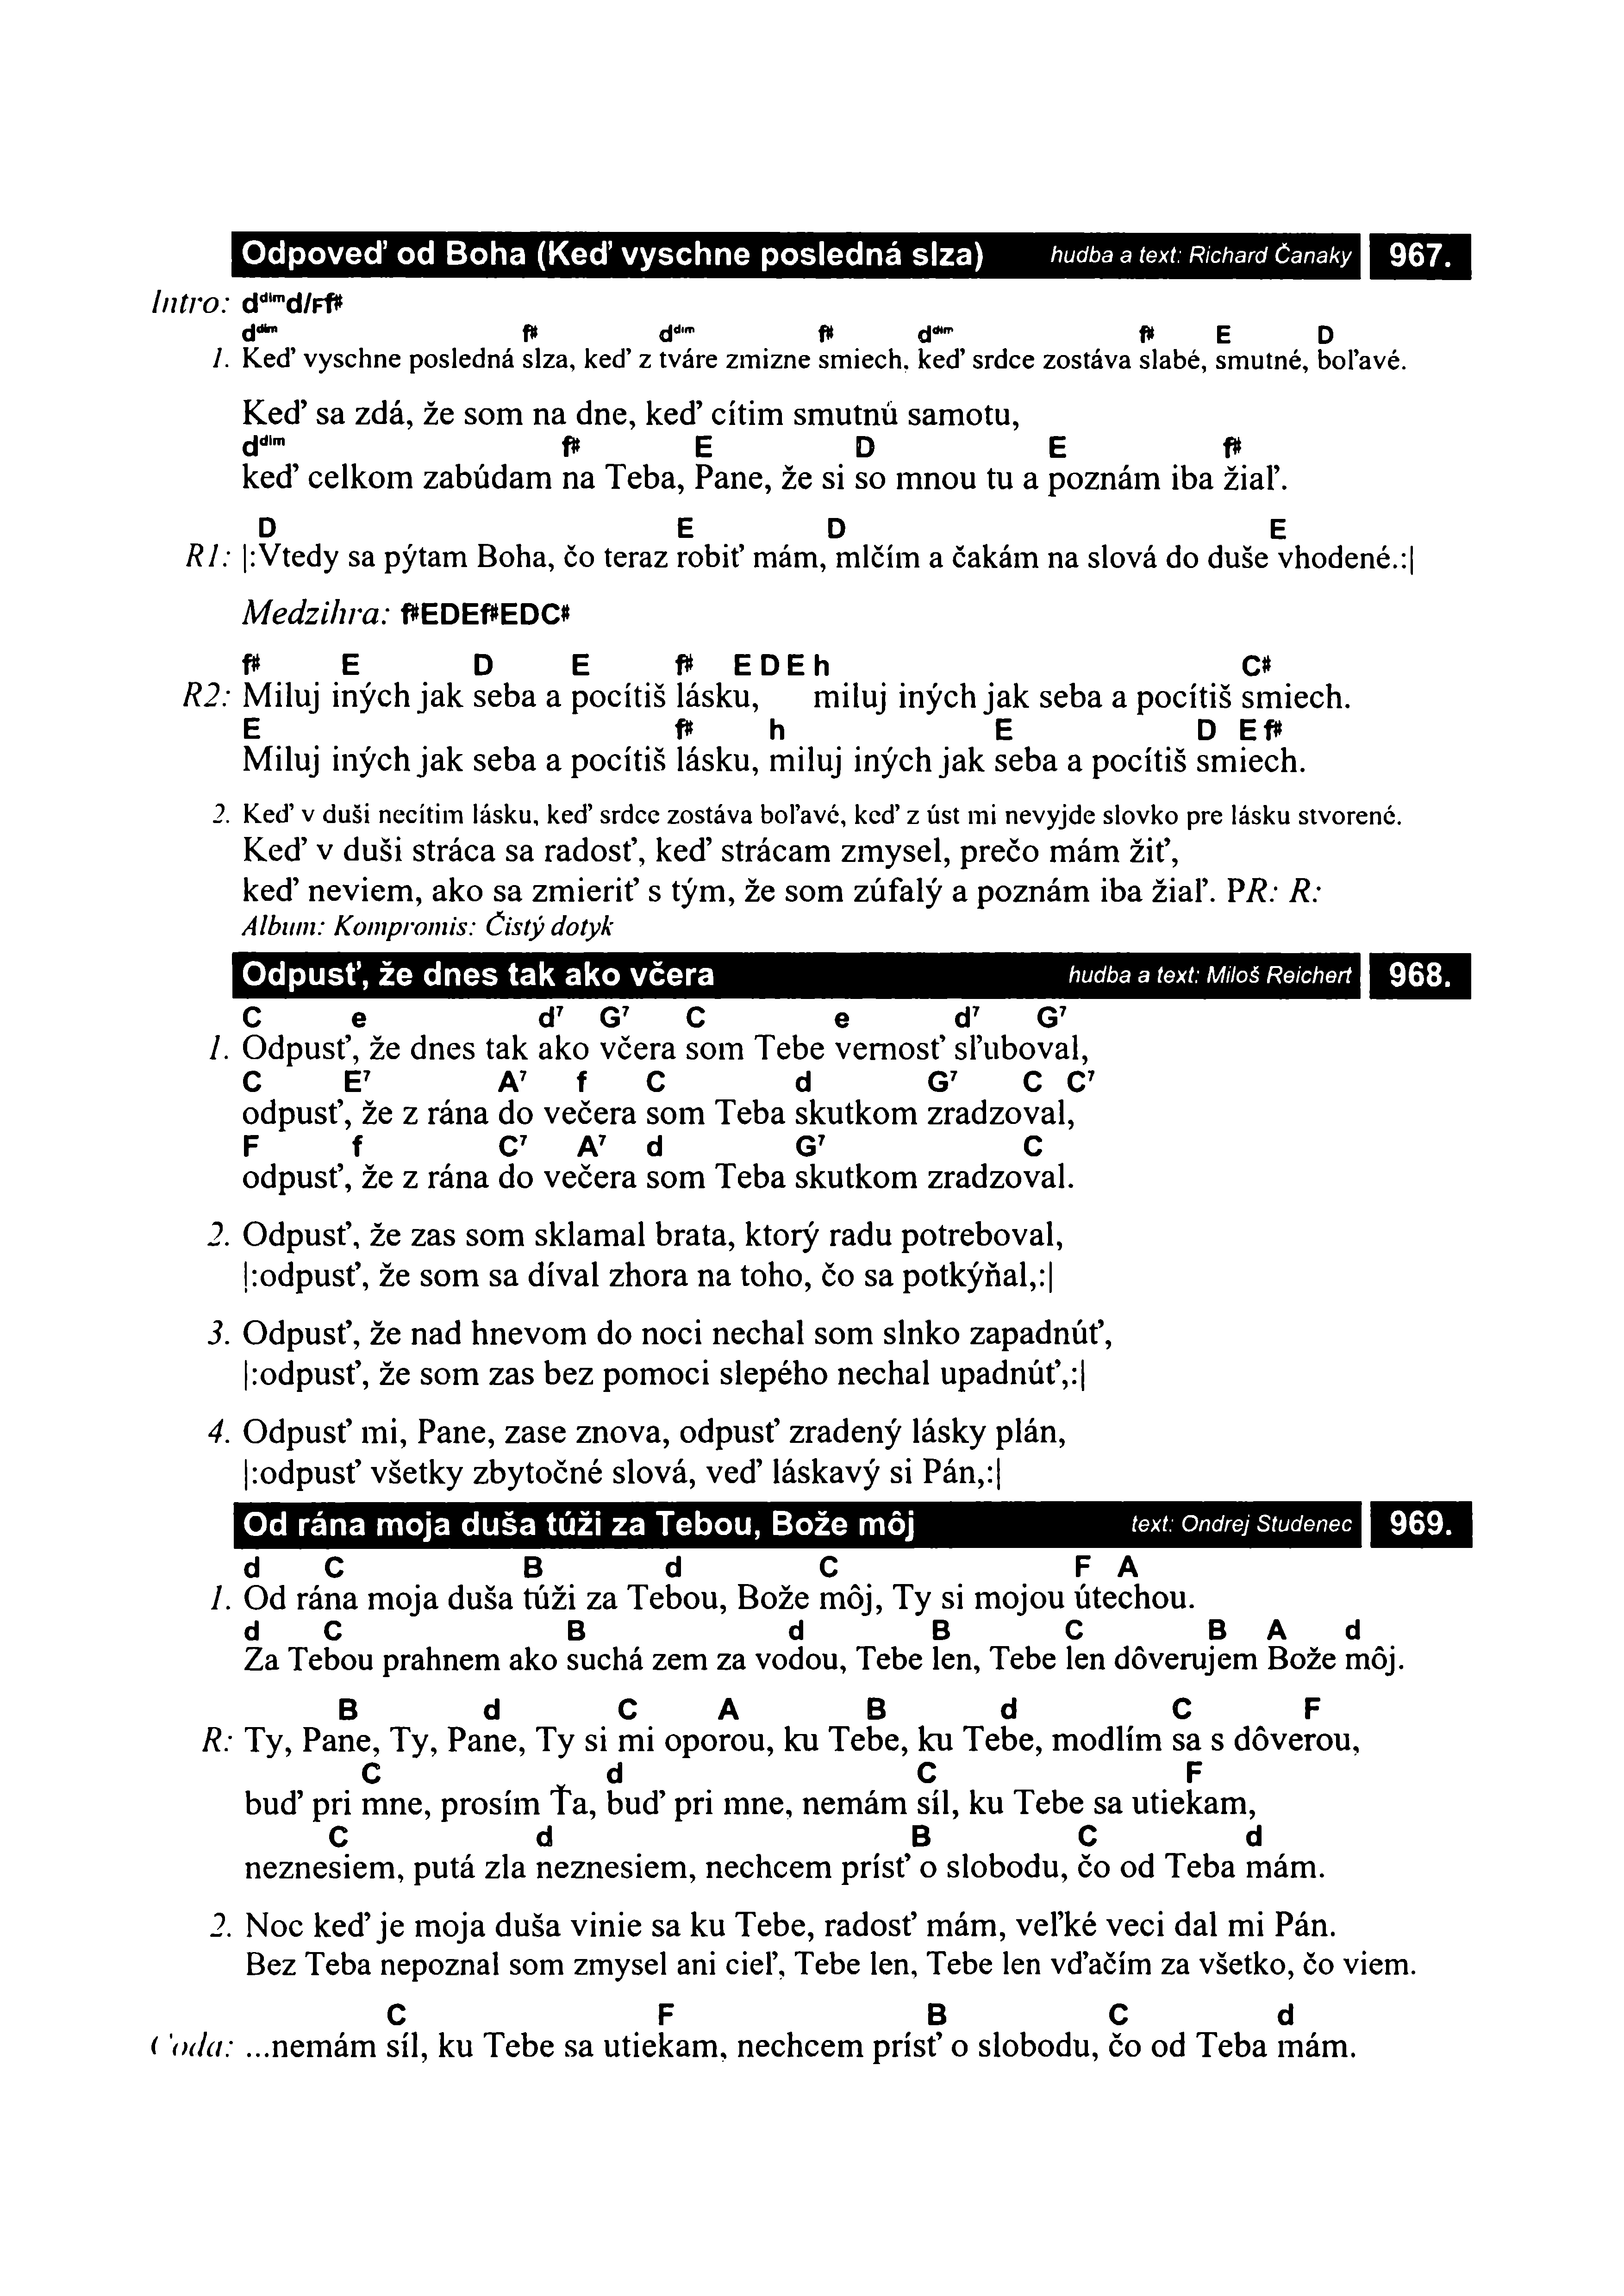 Odpoveď od Boha (Keď vyschne posledná slza) hudba a text: Richard Čanaky 967.
Intro: d^dim d/F f#
d^dim f# d^dim f# d^dim f# E D
1. Keď vyschne posledná slza, keď z tváre zmizne smiech, keď srdce zostáva slabé, smutné, boľavé.
Keď sa zdá, že som na dne, keď cítim smutnú samotu,
d^dim f# E D E f#
keď celkom zabúdam na Teba, Pane, že si so mnou tu a poznám iba žiaľ.
D E D E
R1: |:Vtedy sa pýtam Boha, čo teraz robiť mám, mlčím a čakám na slová do duše vhodené.:|
Medzihra: f#EDEf#EDC#
f# E D E f# E D E h C#
R2: Miluj iných jak seba a pocítiš lásku, miluj iných jak seba a pocítiš smiech.
E f# h E D E f#
Miluj iných jak seba a pocítiš lásku, miluj iných jak seba a pocítiš smiech.
2. Keď v duši necítim lásku, keď srdce zostáva boľavé, keď z úst mi nevyjde slovko pre lásku stvorené.
Keď v duši stráca sa radosť, keď strácam zmysel, prečo mám žiť,
keď neviem, ako sa zmieriť s tým, že som zúfalý a poznám iba žiaľ. PR: R:
Album: Kompromis: Čistý dotyk
Odpusť, že dnes tak ako včera hudba a text: Miloš Reichert 968.
C e d⁷ G⁷ C e d⁷ G⁷
1. Odpusť, že dnes tak ako včera som Tebe vernosť sľuboval,
C E⁷ A⁷ f C d G⁷ C C⁷
odpusť, že z rána do večera som Teba skutkom zradzoval,
F f C⁷ A⁷ d G⁷ C
odpusť, že z rána do večera som Teba skutkom zradzoval.
2. Odpusť, že zas som sklamal brata, ktorý radu potreboval,
|:odpusť, že som sa díval zhora na toho, čo sa potkýňal,:|
3. Odpusť, že nad hnevom do noci nechal som slnko zapadnúť,
|:odpusť, že som zas bez pomoci slepého nechal upadnúť,:|
4. Odpusť mi, Pane, zase znova, odpusť zradený lásky plán,
|:odpusť všetky zbytočné slová, veď láskavý si Pán,:|
Od rána moja duša túži za Tebou, Bože môj text: Ondrej Studenec 969.
d C B d C F A
1. Od rána moja duša túži za Tebou, Bože môj, Ty si mojou útechou.
d C B d B C B A d
Za Tebou prahnem ako suchá zem za vodou, Tebe len, Tebe len dôverujem Bože môj.
B d C A B d C F
R: Ty, Pane, Ty, Pane, Ty si mi oporou, ku Tebe, ku Tebe, modlím sa s dôverou,
C d C F
buď pri mne, prosím Ťa, buď pri mne, nemám síl, ku Tebe sa utiekam,
C d B C d
neznesiem, putá zla neznesiem, nechcem prísť o slobodu, čo od Teba mám.
2. Noc keď je moja duša vinie sa ku Tebe, radosť mám, veľké veci dal mi Pán.
Bez Teba nepoznal som zmysel ani cieľ, Tebe len, Tebe len vďačím za všetko, čo viem.
C F B C d
Coda: ...nemám síl, ku Tebe sa utiekam, nechcem prísť o slobodu, čo od Teba mám.